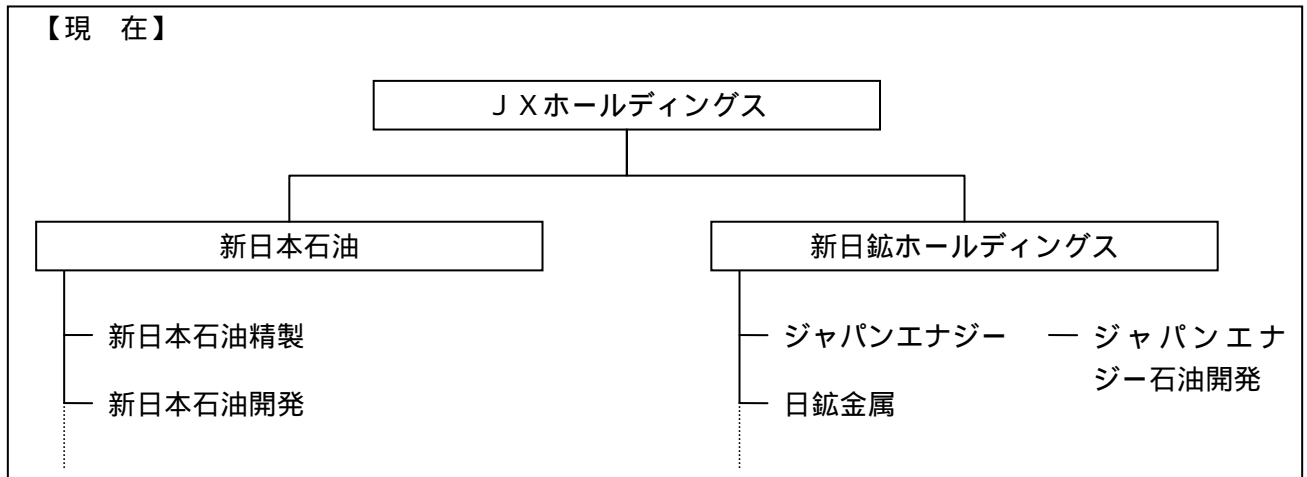 【現　在】
ＪＸホールディングス
新日本石油
新日鉱ホールディングス
新日本石油精製
ジャパンエナジー
ジャパンエナ
ジー石油開発
新日本石油開発
日鉱金属